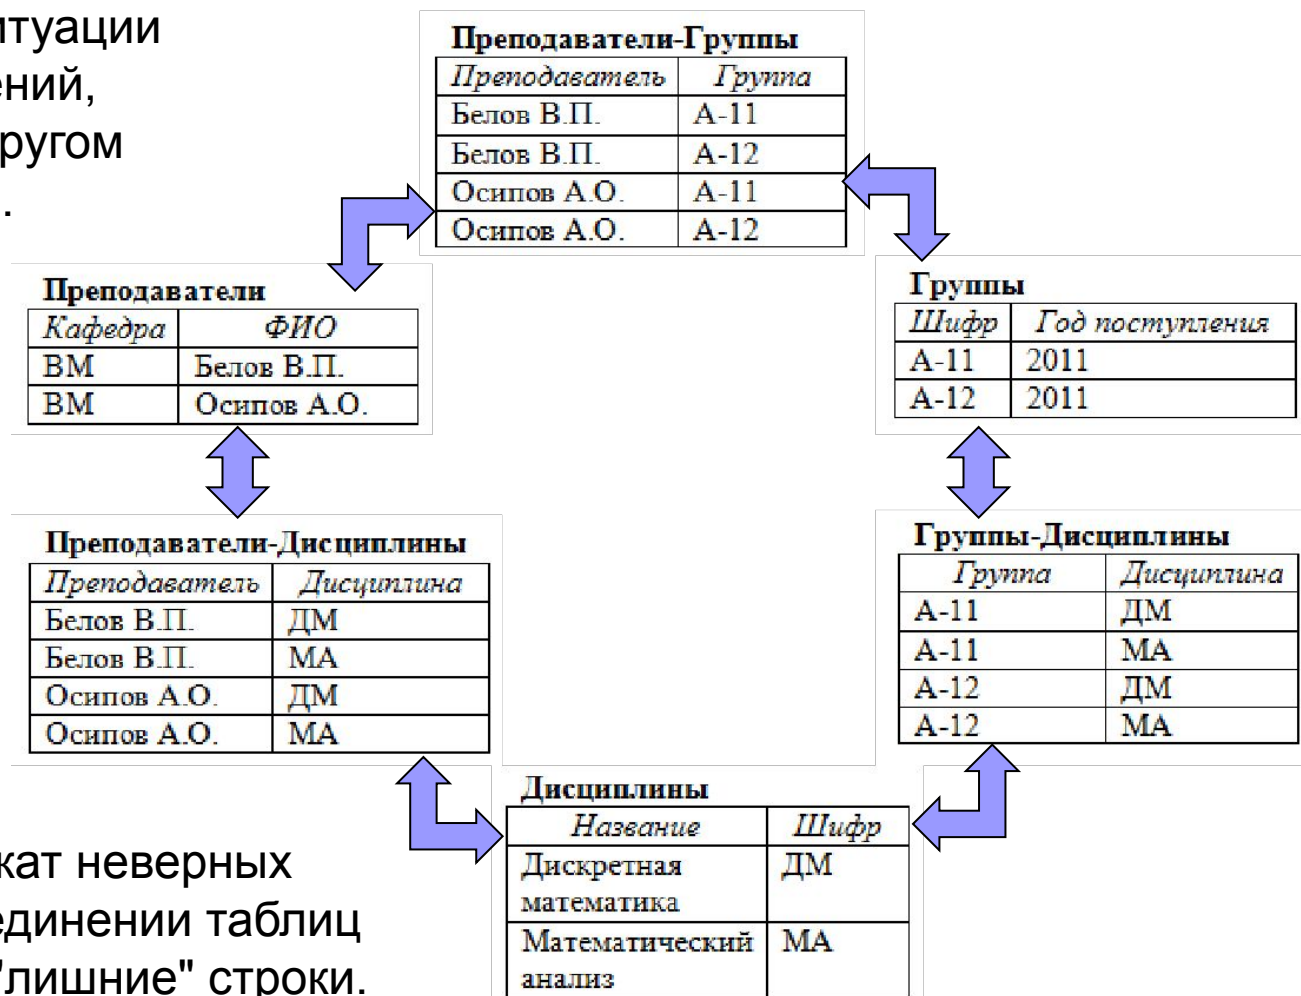 итуации
ений,
ругом
.
Преподаватели-Группы
Преподаватель Группа
Белов В.П. А-11
Белов В.П. А-12
Осипов А.О. А-11
Осипов А.О. А-12
Преподаватели
Кафедра ФИО
ВМ Белов В.П.
ВМ Осипов А.О.
Группы
Шифр Год поступления
А-11 2011
А-12 2011
Преподаватели-Дисциплины
Преподаватель Дисциплина
Белов В.П. ДМ
Белов В.П. МА
Осипов А.О. ДМ
Осипов А.О. МА
Группы-Дисциплины
Группа Дисциплина
А-11 ДМ
А-11 МА
А-12 ДМ
А-12 МА
Дисциплины
Название Шифр
Дискретная ДМ
математика
Математический МА
анализ
жат неверных
единении таблиц
"лишние" строки.